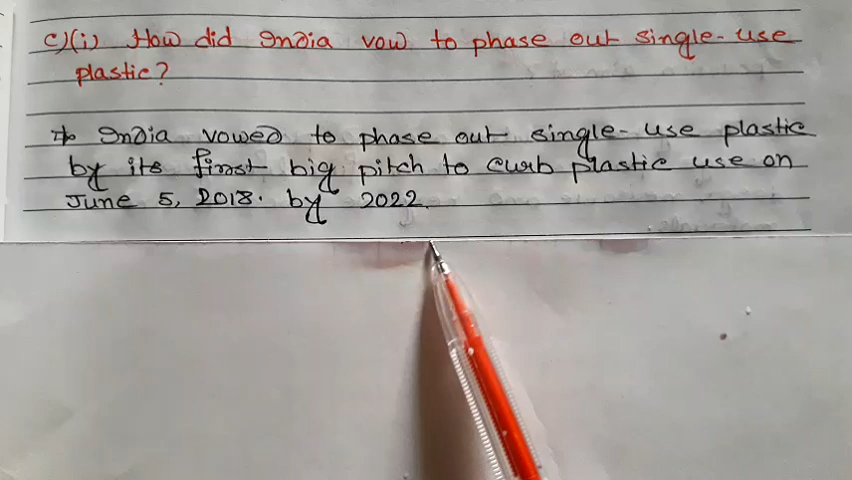 c)(i) How did India vow to phase out single-use
plastic?
India vowed to phase out single-use plastic
by its first big pitch to curb plastic use on
June 5, 2018. by 2022.